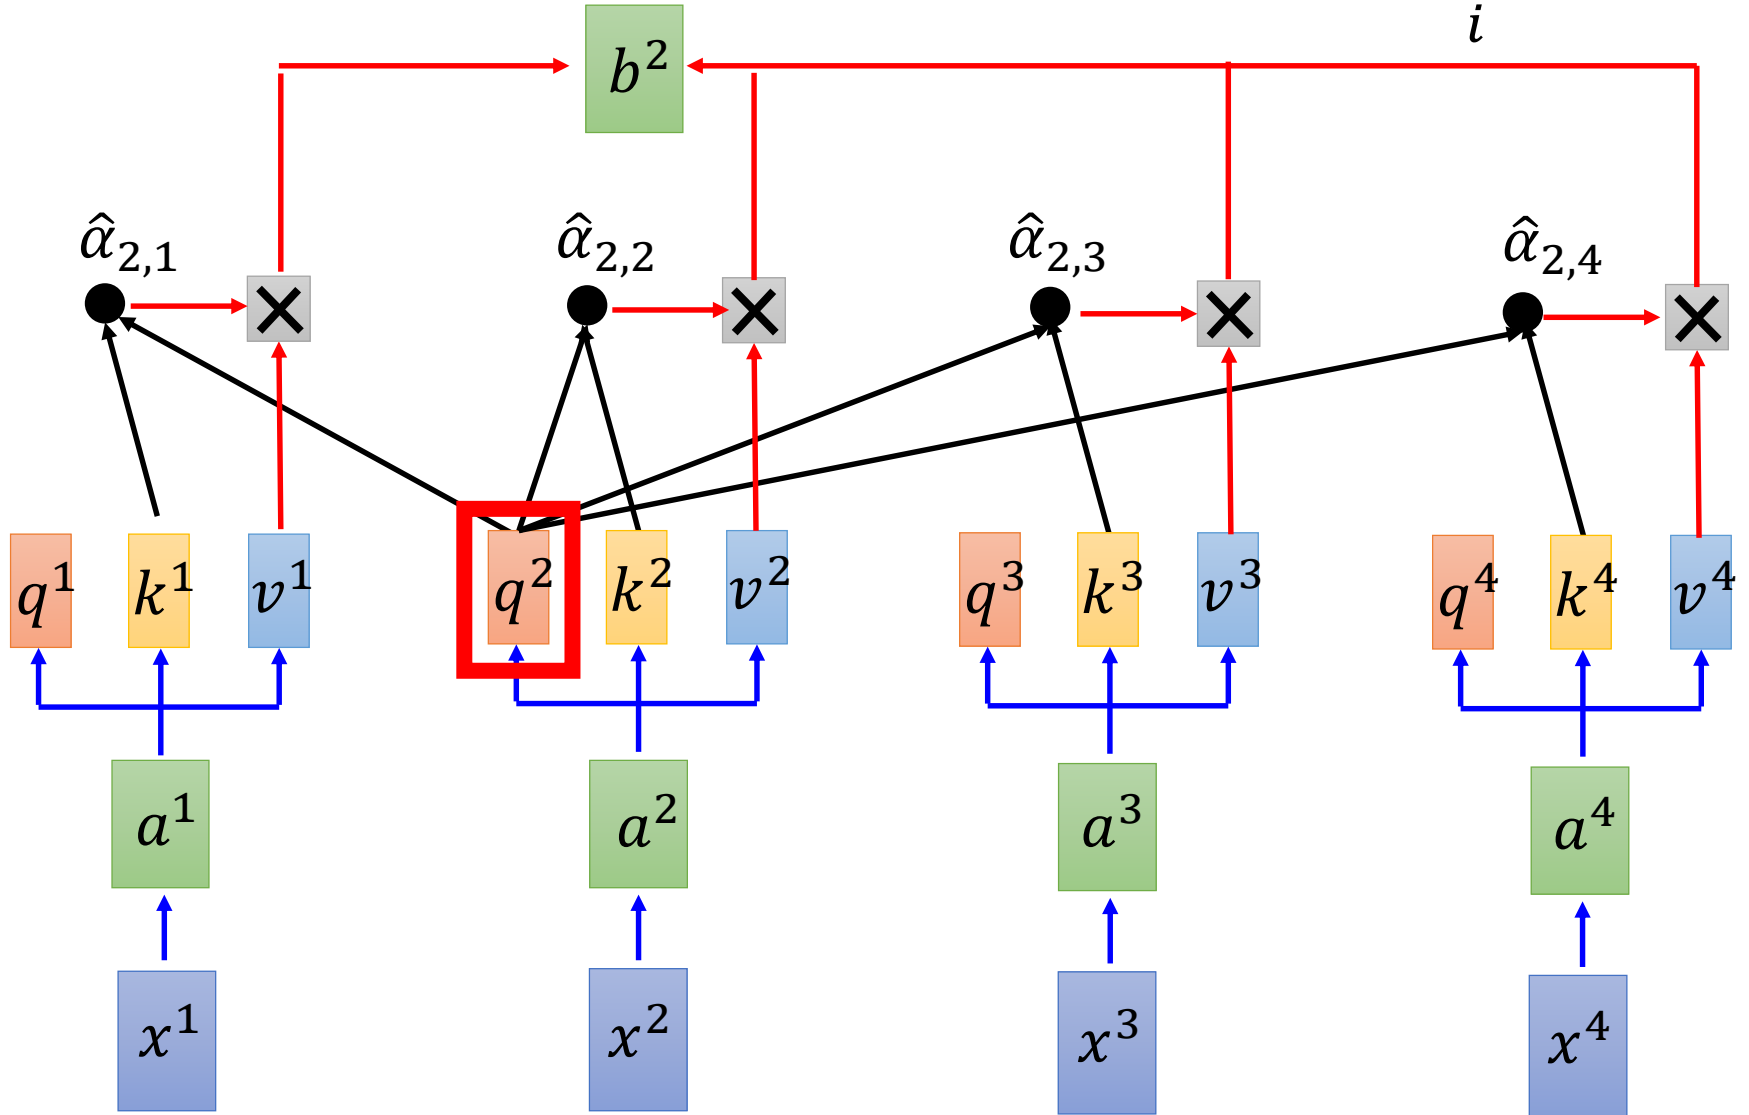 i
b²
α̂₂,₁ α̂₂,₂ α̂₂,₃ α̂₂,₄
q¹ k¹ v¹ q² k² v² q³ k³ v³ q⁴ k⁴ v⁴
a¹ a² a³ a⁴
x¹ x² x³ x⁴